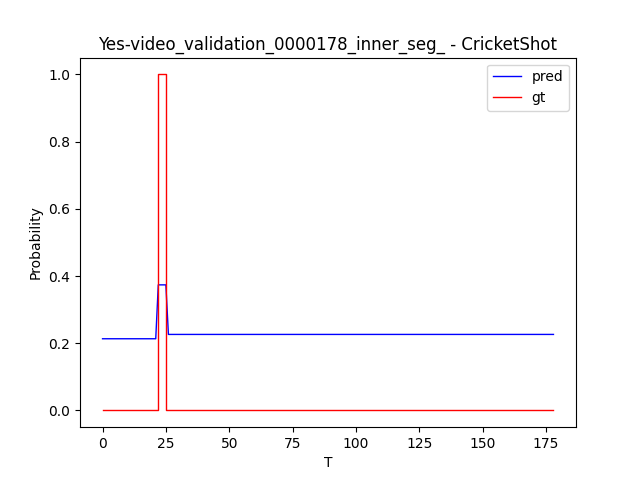 Yes-video_validation_0000178_inner_seg_ - CricketShot
pred
gt
1.0
0.8
0.6
0.4
0.2
0.0
Probability
0 25 50 75 100 125 150 175
T